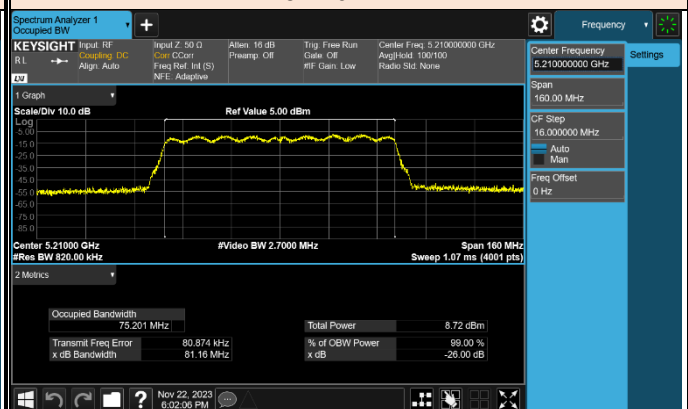 Spectrum Analyzer 1
Occupied BW
+
Frequency
KEYSIGHT
Input: RF
Coupling: DC
Align: Auto
Input Z: 50 Ω
Corr CCorr
Freq Ref: Int (S)
NFE: Adaptive
Atten: 16 dB
Preamp: Off
Trig: Free Run
Gate: Off
#IF Gain: Low
Center Freq: 5.210000000 GHz
Avg|Hold: 100/100
Radio Std: None
R L
LXI
Center Frequency
5.210000000 GHz
Settings
Span
160.00 MHz
CF Step
16.000000 MHz
Auto
Man
Freq Offset
0 Hz
1 Graph
Scale/Div 10.0 dB
Ref Value 5.00 dBm
Log
-5.00
-15.0
-25.0
-35.0
-45.0
-55.0
-65.0
-75.0
-85.0
Center 5.21000 GHz
#Video BW 2.7000 MHz
Span 160 MHz
#Res BW 820.00 kHz
Sweep 1.07 ms (4001 pts)
2 Metrics
Occupied Bandwidth
75.201 MHz
Total Power 8.72 dBm
Transmit Freq Error 80.874 kHz
% of OBW Power 99.00 %
x dB Bandwidth 81.16 MHz
x dB -26.00 dB
?
Nov 22, 2023
6:02:06 PM